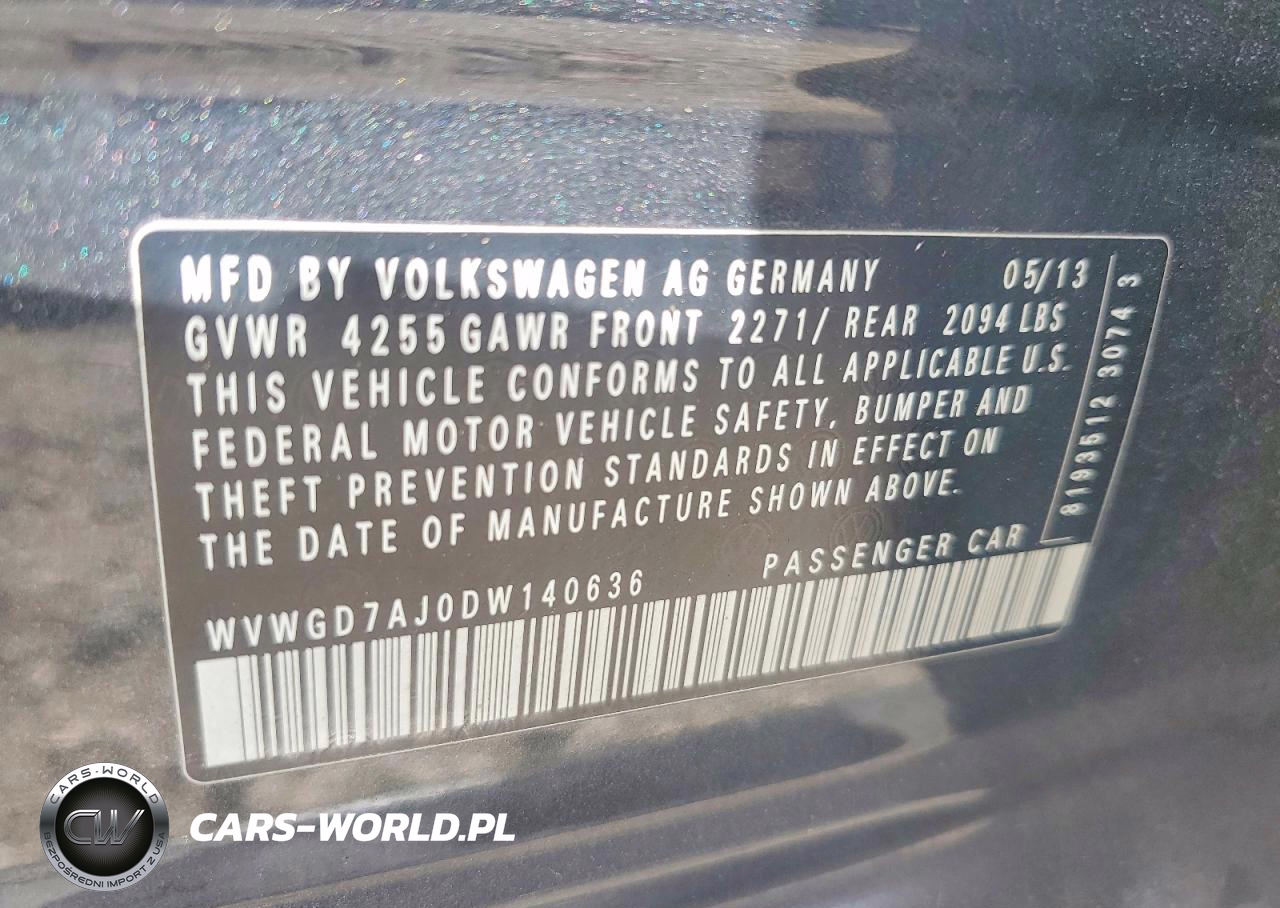 MFD BY VOLKSWAGEN AG GERMANY 05/13
GVWR 4255 GAWR FRONT 2271/ REAR 2094 LBS
THIS VEHICLE CONFORMS TO ALL APPLICABLE U.S.
FEDERAL MOTOR VEHICLE SAFETY, BUMPER AND
THEFT PREVENTION STANDARDS IN EFFECT ON
THE DATE OF MANUFACTURE SHOWN ABOVE.
PASSENGER CAR
WVWGD7AJ0DW140636
8193512 3074 3
CARS-WORLD
CW
BEZPOŚREDNI IMPORT Z USA
CARS-WORLD.PL